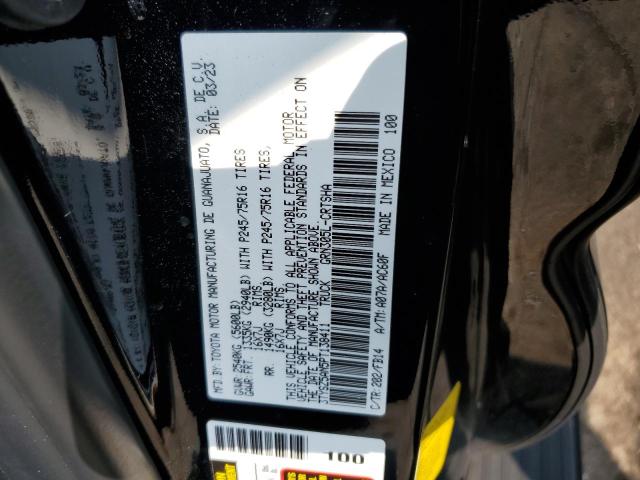 MFD. BY: TOYOTA MOTOR MANUFACTURING DE GUANAJUATO, S.A. DE C.V.
DATE: 03/23
GVWR 2540KG (5600LB)
GAWR FRT. 1335KG (2940LB) WITH P245/75R16 TIRES,
16X7J RIMS
RR. 1490KG (3280LB) WITH P245/75R16 TIRES,
16X7J RIMS
THIS VEHICLE CONFORMS TO ALL APPLICABLE FEDERAL MOTOR
VEHICLE SAFETY AND THEFT PREVENTION STANDARDS IN EFFECT ON
THE DATE OF MANUFACTURE SHOWN ABOVE.
TRUCK GRN305L-CRTSHA
C/TR: 202/FB14 A/TM: A07A/AC60F MADE IN MEXICO 100
100